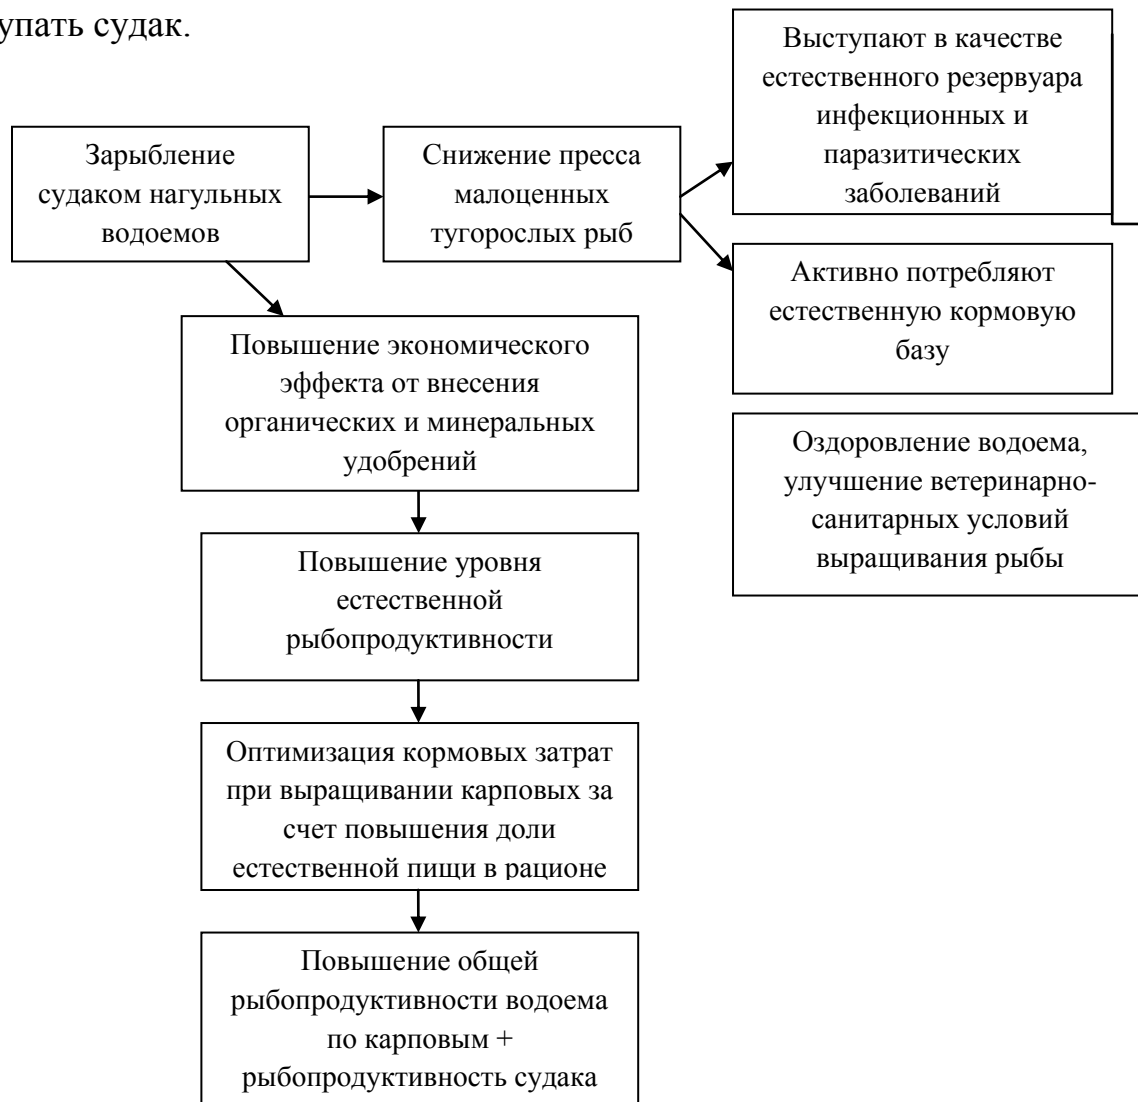 упать судак.
Зарыбление
судаком нагульных
водоемов
Снижение пресса
малоценных
тугорослых рыб
Выступают в качестве
естественного резервуара
инфекционных и
паразитических
заболеваний
Активно потребляют
естественную кормовую
базу
Повышение экономического
эффекта от внесения
органических и минеральных
удобрений
Оздоровление водоема,
улучшение ветеринарно-
санитарных условий
выращивания рыбы
Повышение уровня
естественной
рыбопродуктивности
Оптимизация кормовых затрат
при выращивании карповых за
счет повышения доли
естественной пищи в рационе
Повышение общей
рыбопродуктивности водоема
по карповым +
рыбопродуктивность судака